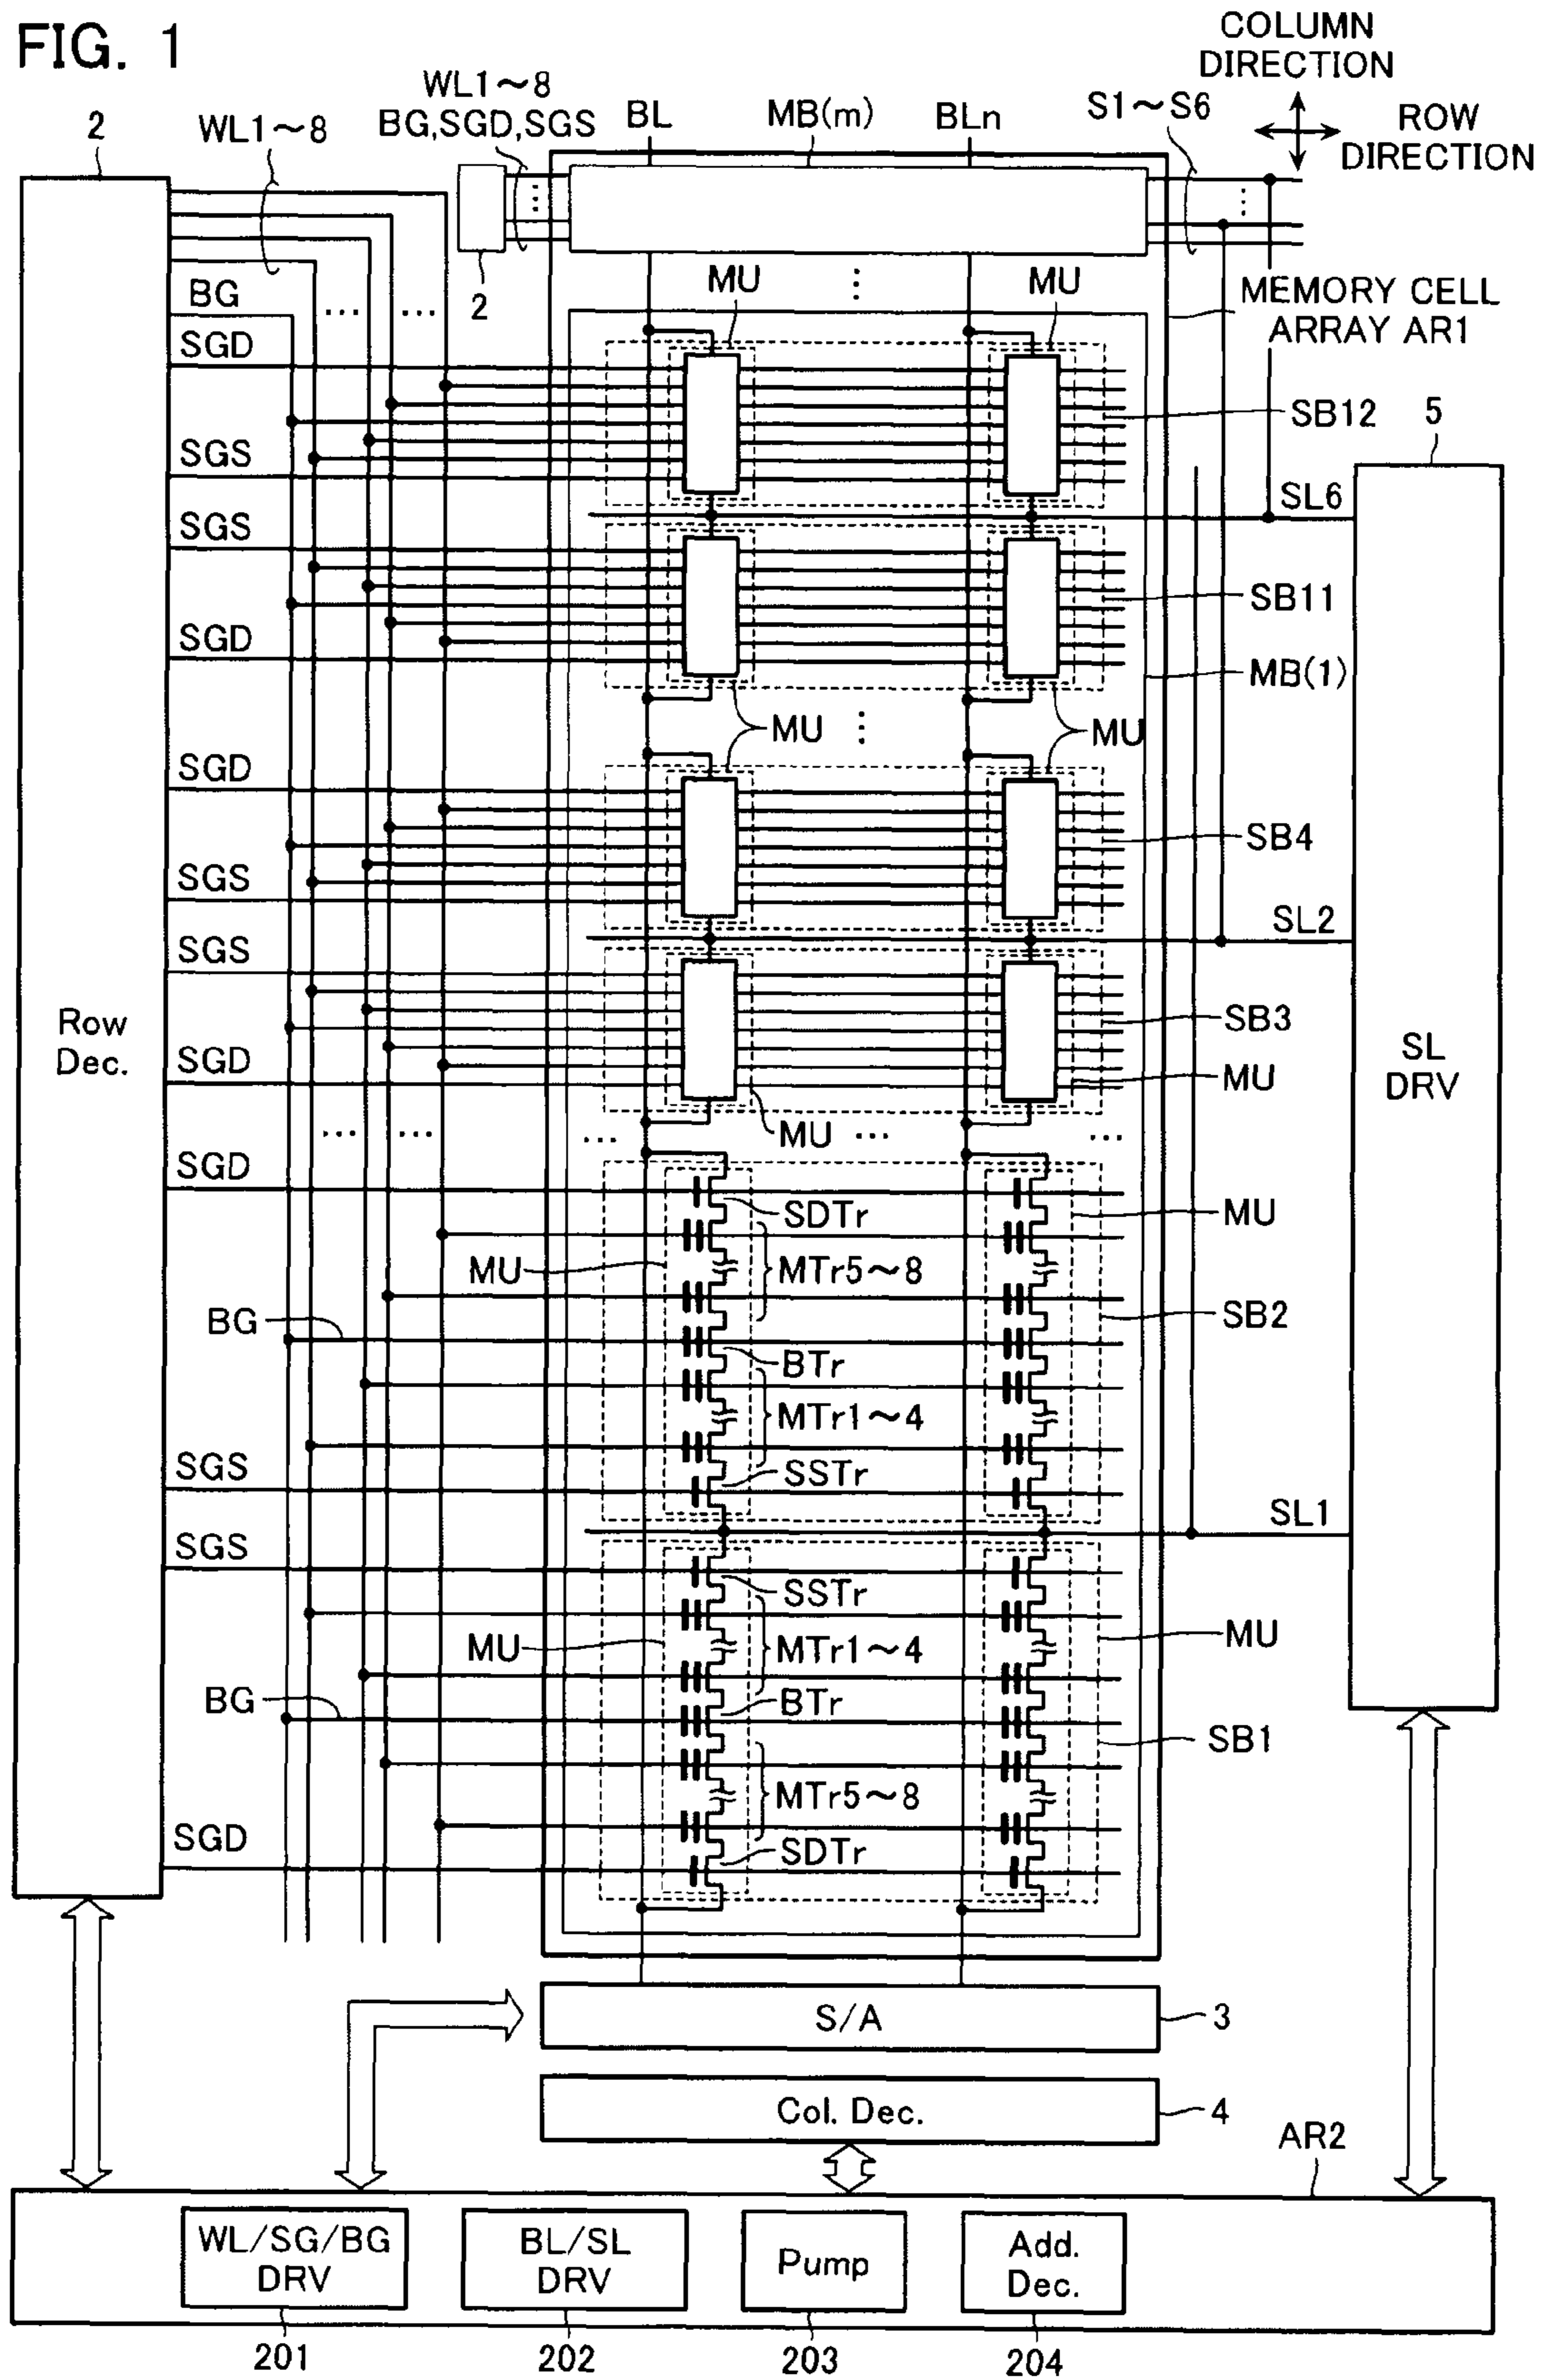 FIG. 1
COLUMN
DIRECTION
ROW
DIRECTION
WL1~8
BG,SGD,SGS
BL
MB(m)
BLn
S1~S6
2
WL1~8
2
MU
⋮
MU
MEMORY CELL
ARRAY AR1
BG
... ...
SGD
SB12
5
SGS
SL6
SGS
SB11
SGD
MB(1)
MU
⋮
MU
SGD
SB4
SGS
SL2
SGS
Row
Dec.
SB3
SL
DRV
SGD
MU
... ...
...
MU
...
...
SGD
SDTr
MU
MU
MTr5~8
BG
SB2
BTr
MTr1~4
SGS
SSTr
SL1
SGS
SSTr
MU
MTr1~4
MU
BG
BTr
SB1
MTr5~8
SGD
SDTr
S/A
3
Col. Dec.
4
AR2
WL/SG/BG
DRV
BL/SL
DRV
Pump
Add.
Dec.
201
202
203
204